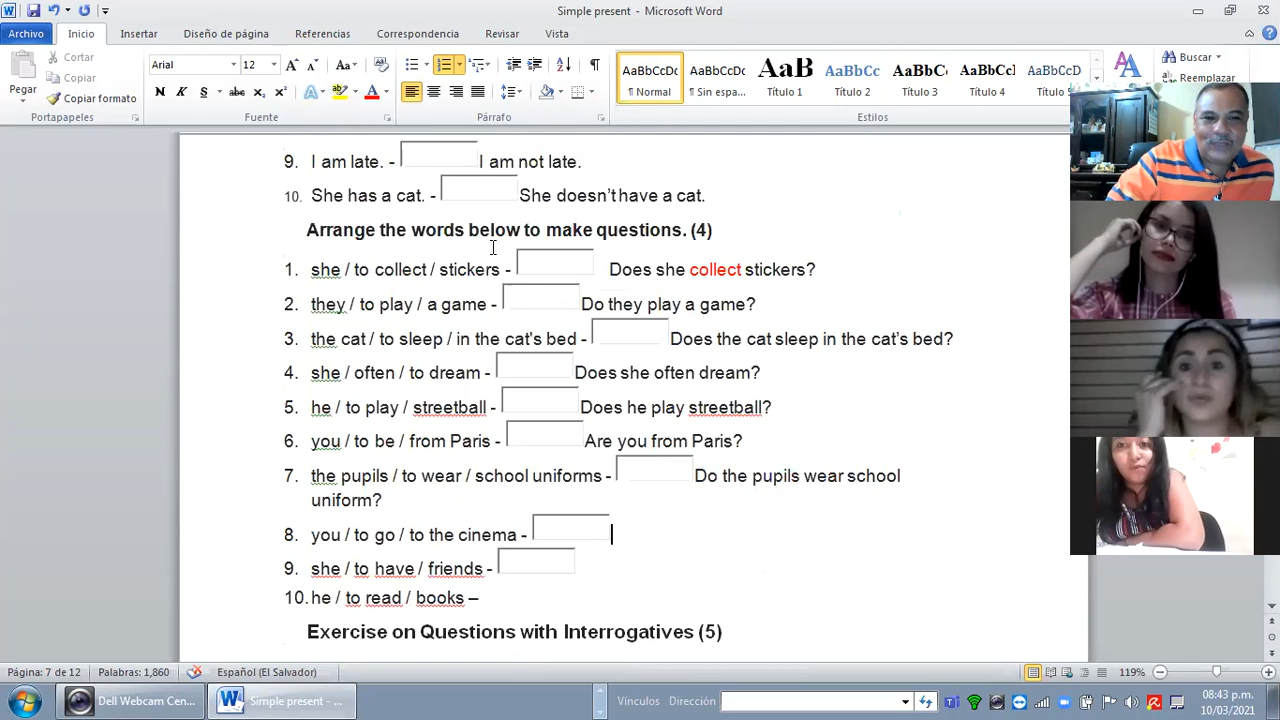 Simple present - Microsoft Word
Archivo Inicio Insertar Diseño de página Referencias Correspondencia Revisar Vista
Pegar
Cortar
Copiar
Copiar formato
Portapapeles
Arial 12
N K S abc x₂ x²
Fuente
Párrafo
AaBbCcDc AaBbCcDc AaB AaBbCc AaBbCc AaBbCcI AaBbCcD
¶ Normal ¶ Sin espa... Título 1 Título 2 Título 3 Título 4
Estilos
Buscar
Reemplazar
9. I am late. - I am not late.
10. She has a cat. - She doesn't have a cat.
Arrange the words below to make questions. (4)
1. she / to collect / stickers - Does she collect stickers?
2. they / to play / a game - Do they play a game?
3. the cat / to sleep / in the cat's bed - Does the cat sleep in the cat's bed?
4. she / often / to dream - Does she often dream?
5. he / to play / streetball - Does he play streetball?
6. you / to be / from Paris - Are you from Paris?
7. the pupils / to wear / school uniforms - Do the pupils wear school
uniform?
8. you / to go / to the cinema -
9. she / to have / friends -
10. he / to read / books –
Exercise on Questions with Interrogatives (5)
Página: 7 de 12 Palabras: 1,860 Español (El Salvador) 119%
Dell Webcam Cen... Simple present - ... Vínculos Dirección
08:43 p.m.
10/03/2021